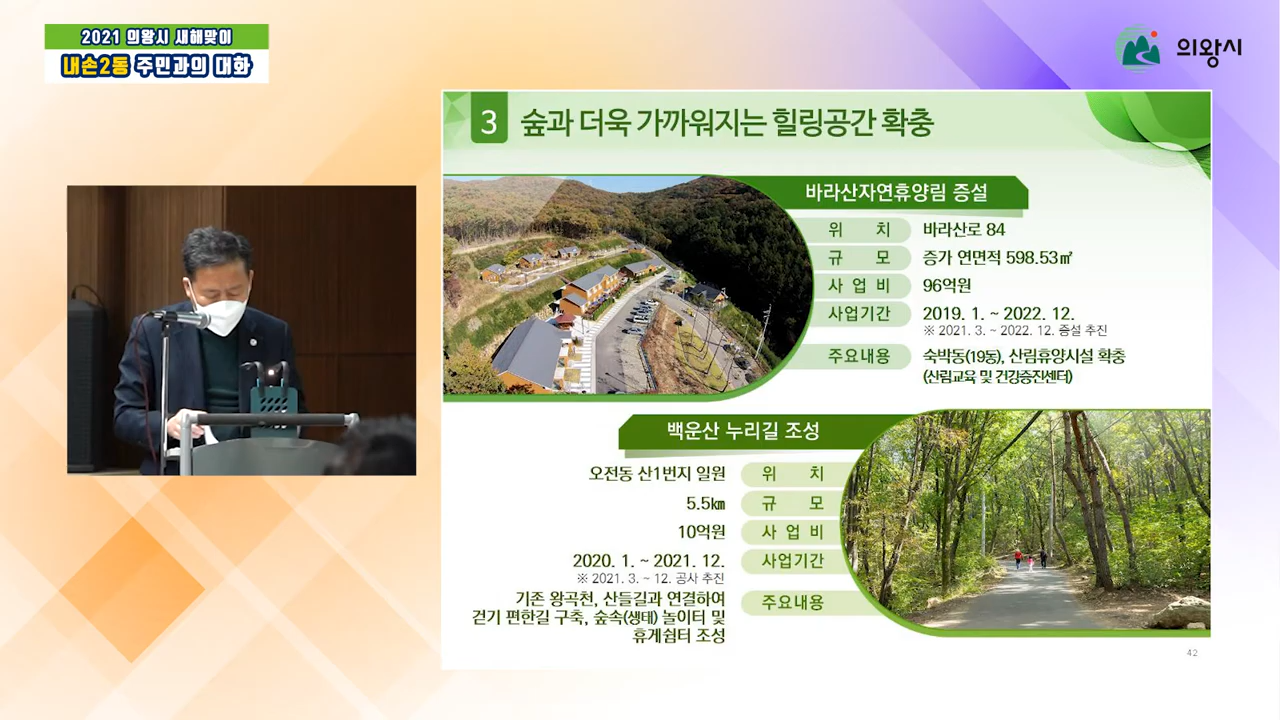 2021 의왕시 새해맞이
내손2동 주민과의 대화
의왕시
3 숲과 더욱 가까워지는 힐링공간 확충
바라산자연휴양림 증설
위 치 바라산로 84
규 모 증가 연면적 598.53㎡
사 업 비 96억원
사업기간 2019. 1. ~ 2022. 12.
※ 2021. 3. ~ 2022. 12. 증설 추진
주요내용 숙박동(19동), 산림휴양시설 확충
(산림교육 및 건강증진센터)
백운산 누리길 조성
오전동 산1번지 일원 위 치
5.5㎞ 규 모
10억원 사 업 비
2020. 1. ~ 2021. 12. 사업기간
※ 2021. 3. ~ 12. 공사 추진
기존 왕곡천, 산들길과 연결하여 주요내용
걷기 편한길 구축, 숲속(생태) 놀이터 및
휴게쉼터 조성
42